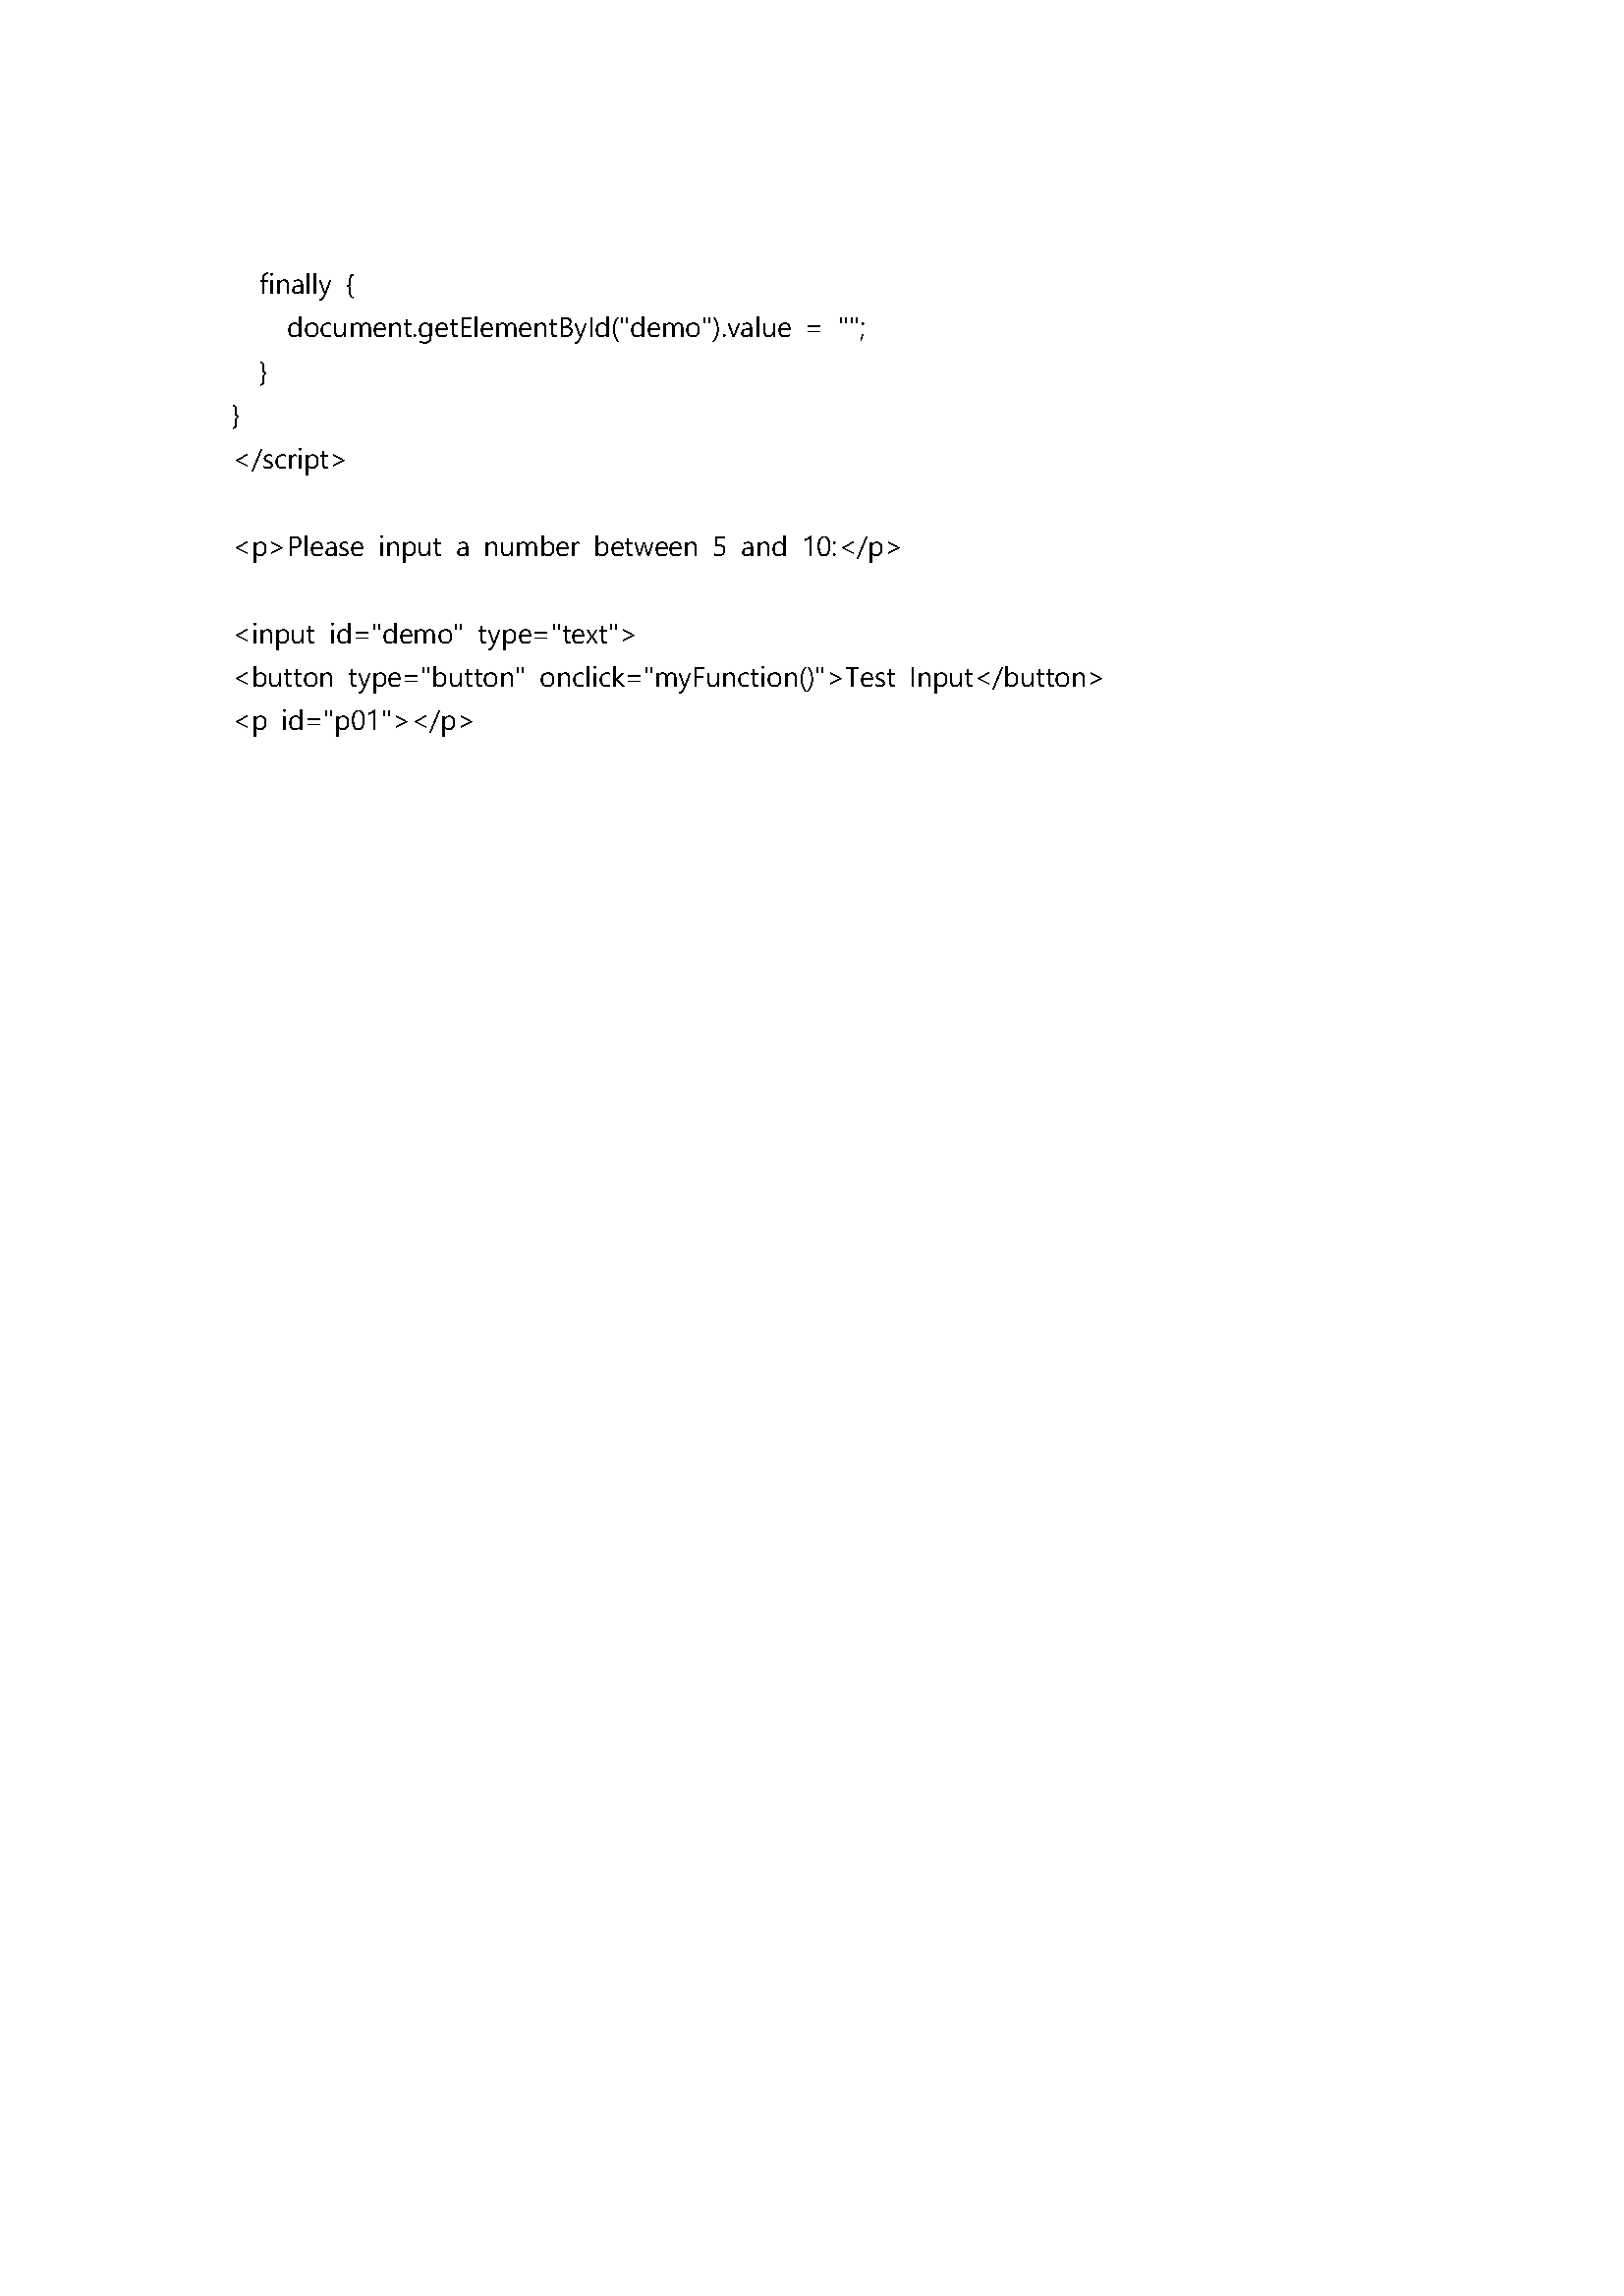 finally {
document.getElementById("demo").value = "";
}
}
</script>
<p>Please input a number between 5 and 10:</p>
<input id="demo" type="text">
<button type="button" onclick="myFunction()">Test Input</button>
<p id="p01"></p>